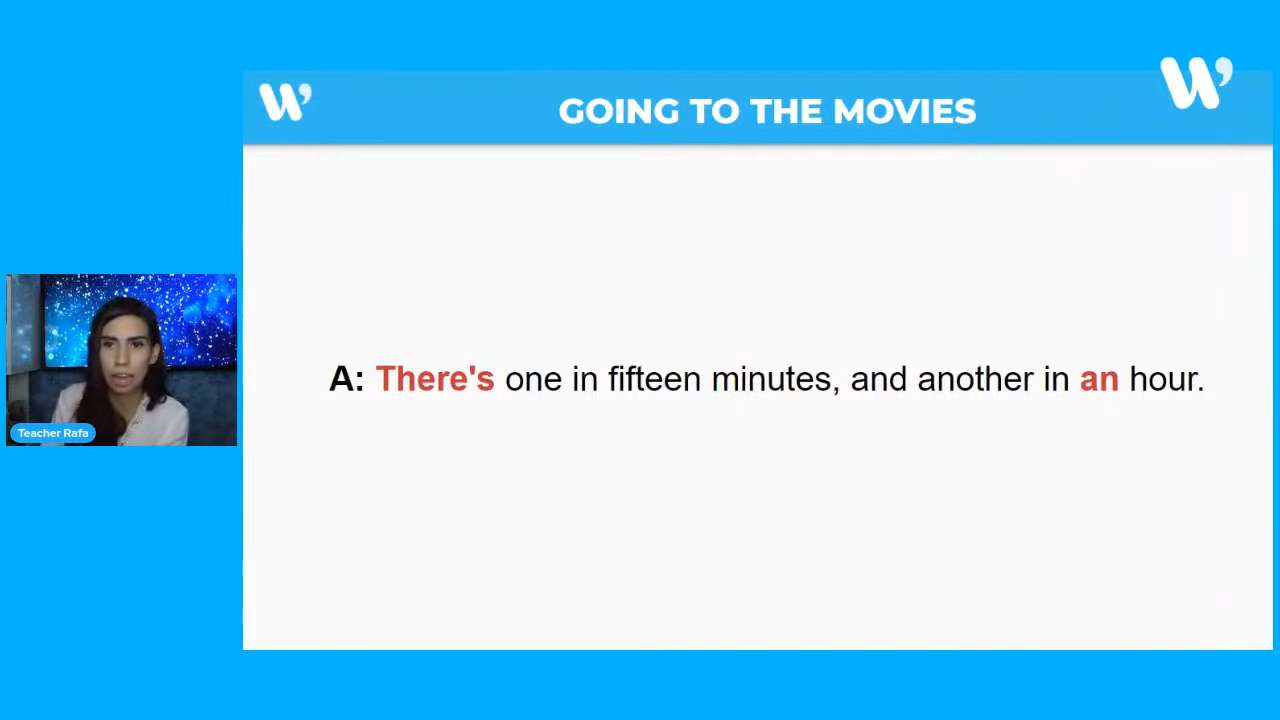 W'
W'
GOING TO THE MOVIES
A: There's one in fifteen minutes, and another in an hour.
Teacher Rafa